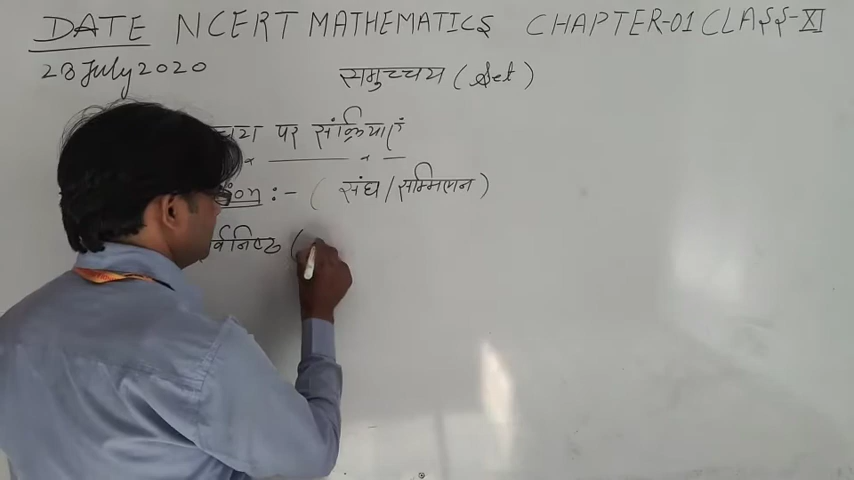 DATE NCERT MATHEMATICS CHAPTER-01 CLASS-XI
28 July 2020
समुच्चय (Set)
पर संक्रियाएं
:- ( संघ/सम्मिलन )
(